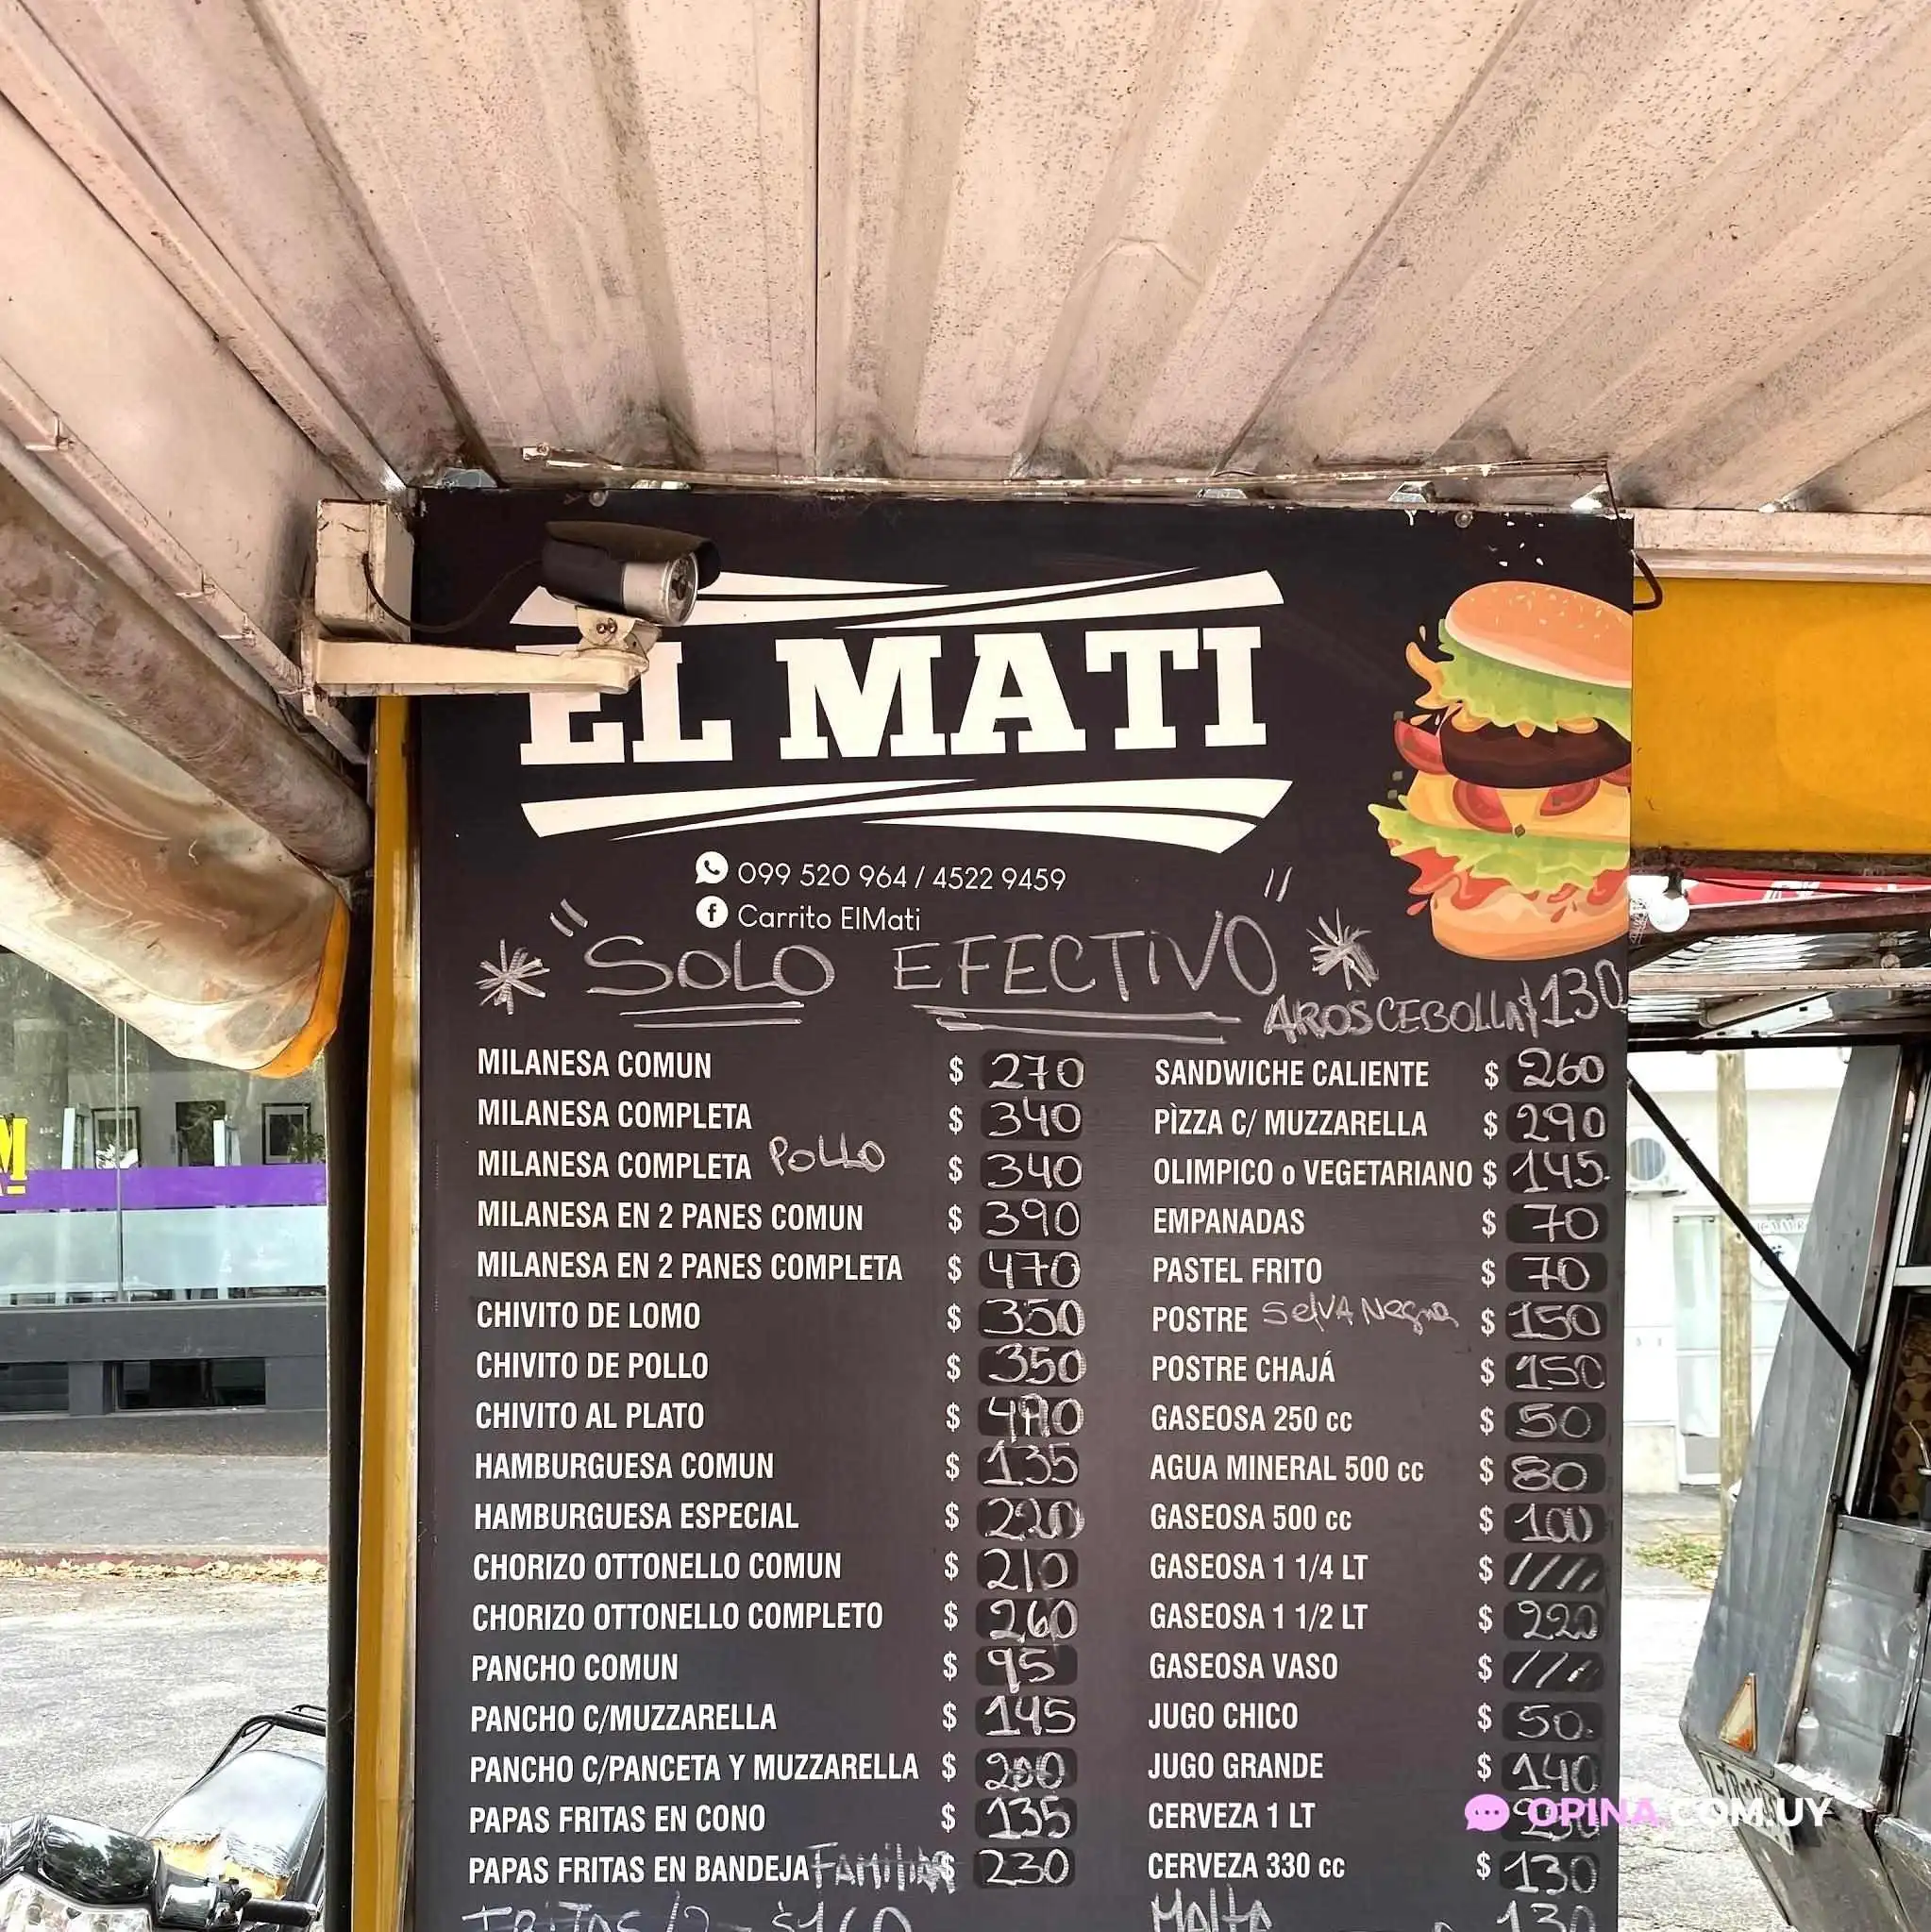 EL MATI
099 520 964 / 4522 9459
Carrito ElMati
"SOLO EFECTIVO"
AROS CEBOLLA $130
MILANESA COMUN $ 270
MILANESA COMPLETA $ 340
MILANESA COMPLETA POLLO $ 340
MILANESA EN 2 PANES COMUN $ 390
MILANESA EN 2 PANES COMPLETA $ 470
CHIVITO DE LOMO $ 350
CHIVITO DE POLLO $ 350
CHIVITO AL PLATO $
HAMBURGUESA COMUN $ 135
HAMBURGUESA ESPECIAL $ 220
CHORIZO OTTONELLO COMUN $ 210
CHORIZO OTTONELLO COMPLETO $ 260
PANCHO COMUN $ 95
PANCHO C/MUZZARELLA $ 145
PANCHO C/PANCETA Y MUZZARELLA $ 200
PAPAS FRITAS EN CONO $ 135
PAPAS FRITAS EN BANDEJA FAMILIAR $ 230
SANDWICHE CALIENTE $ 260
PÌZZA C/ MUZZARELLA $ 290
OLIMPICO o VEGETARIANO $ 145
EMPANADAS $ 70
PASTEL FRITO $ 70
POSTRE SelVA Negra $ 150
POSTRE CHAJÁ $ 150
GASEOSA 250 cc $ 50
AGUA MINERAL 500 cc $ 80
GASEOSA 500 cc $ 100
GASEOSA 1 1/4 LT $ /////
GASEOSA 1 1/2 LT $ 220
GASEOSA VASO $ ////
JUGO CHICO $ 50
JUGO GRANDE $ 140
CERVEZA 1 LT
CERVEZA 330 cc $ 130
MAltA 130
OPINA.COM.UY